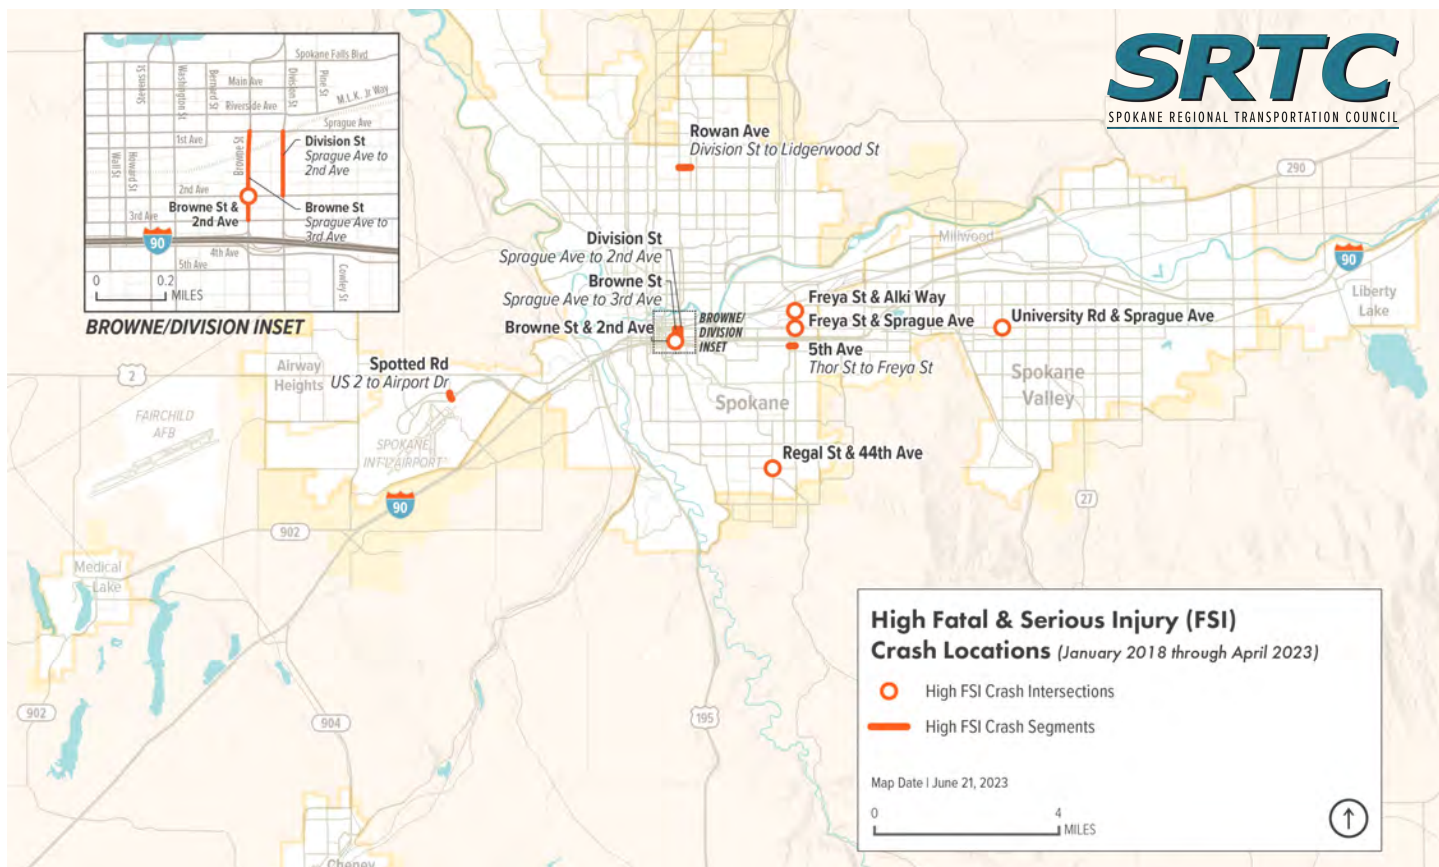 SRTC
SPOKANE REGIONAL TRANSPORTATION COUNCIL
Spokane Falls Blvd
Stevens St
Washington St
Bernard St
Main Ave
Division St
Pine St
Riverside Ave
M.L.K. Jr Way
Sprague Ave
1st Ave
Browne St
Division St
Sprague Ave to
2nd Ave
Wall St
Howard St
2nd Ave
Browne St &
2nd Ave
3rd Ave
Browne St
Sprague Ave to
3rd Ave
90
4th Ave
5th Ave
Cowley St
0 0.2
MILES
BROWNE/DIVISION INSET
Rowan Ave
Division St to Lidgerwood St
290
Millwood
Division St
Sprague Ave to 2nd Ave
Browne St
Sprague Ave to 3rd Ave
Browne St & 2nd Ave
BROWNE/
DIVISION
INSET
Freya St & Alki Way
Freya St & Sprague Ave
5th Ave
Thor St to Freya St
University Rd & Sprague Ave
90
Liberty
Lake
Spotted Rd
US 2 to Airport Dr
Airway
Heights
2
FAIRCHILD
AFB
SPOKANE
INT'L AIRPORT
Spokane
Spokane
Valley
Regal St & 44th Ave
90
27
902
Medical
Lake
902
904
195
Cheney
High Fatal & Serious Injury (FSI)
Crash Locations (January 2018 through April 2023)
High FSI Crash Intersections
High FSI Crash Segments
Map Date | June 21, 2023
0 4
MILES